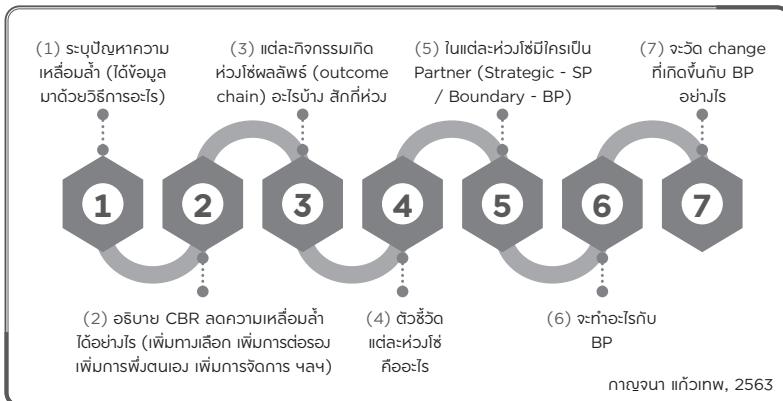 (1) ระบุปัญหาความ
เหลื่อมล้ำ (ได้ข้อมูล
มาด้วยวิธีการอะไร)
(3) แต่ละกิจกรรมเกิด
ห่วงโซ่ผลลัพธ์ (outcome
chain) อะไรบ้าง สักกี่ห่วง
(5) ในแต่ละห่วงโซ่มีใครเป็น
Partner (Strategic - SP
/ Boundary - BP)
(7) จะวัด change
ที่เกิดขึ้นกับ BP
อย่างไร
1
2
3
4
5
6
7
(2) อธิบาย CBR ลดความเหลื่อมล้ำ
ได้อย่างไร (เพิ่มทางเลือก เพิ่มการต่อรอง
เพิ่มการพึ่งตนเอง เพิ่มการจัดการ ฯลฯ)
(4) ตัวชี้วัด
แต่ละห่วงโซ่
คืออะไร
(6) จะทำอะไรกับ
BP
กาญจนา แก้วเทพ, 2563